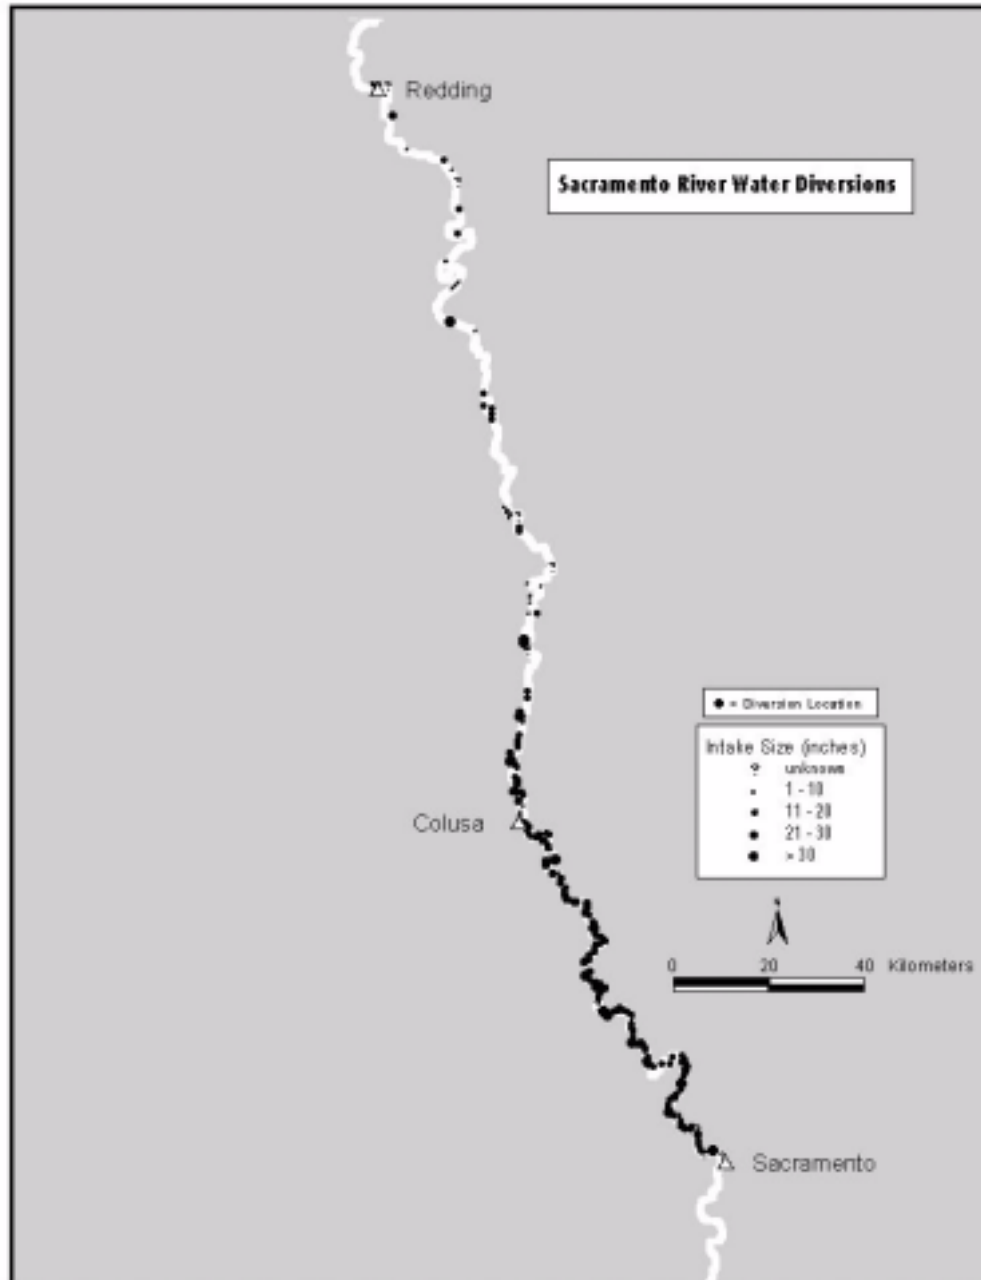 Redding
Sacramento River Water Diversions
= Diversion Location
Intake Size (inches)
unknown
1 - 10
11 - 20
21 - 30
> 30
Colusa
0 20 40 Kilometers
Sacramento